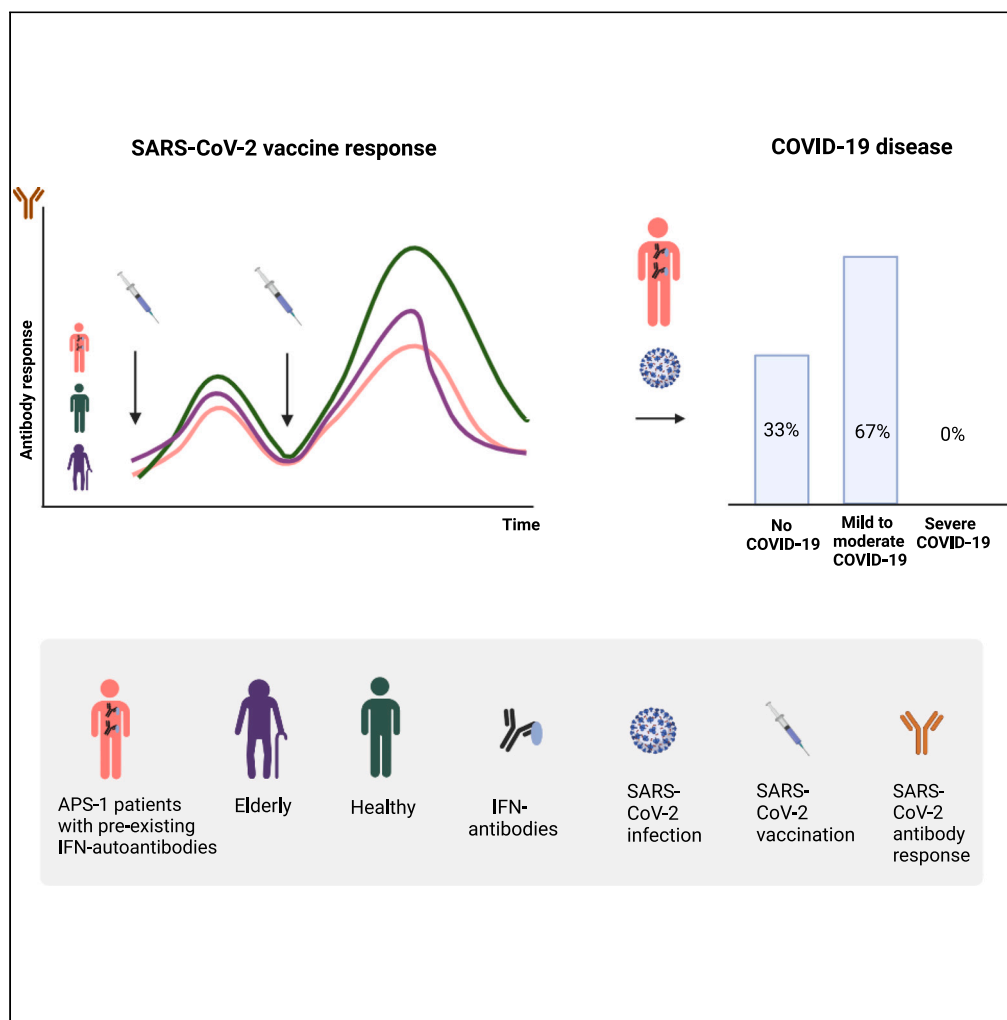 SARS-CoV-2 vaccine response
COVID-19 disease
Antibody response
Time
33%
67%
0%
No
COVID-19
Mild to
moderate
COVID-19
Severe
COVID-19
APS-1 patients
with pre-existing
IFN-autoantibodies
Elderly
Healthy
IFN-
antibodies
SARS-
CoV-2
infection
SARS-
CoV-2
vaccination
SARS-
CoV-2
antibody
response